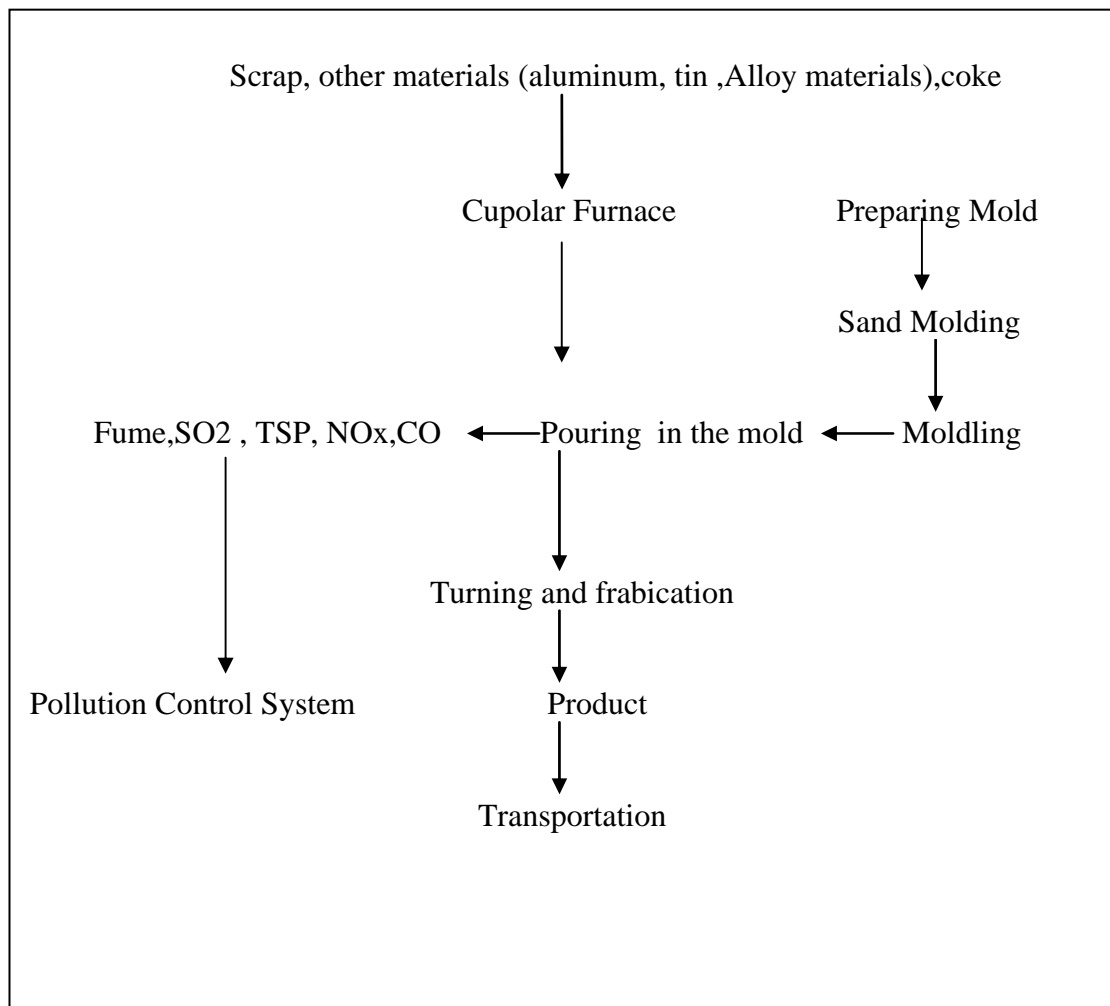 Scrap, other materials (aluminum, tin ,Alloy materials),coke
Cupolar Furnace
Preparing Mold
Sand Molding
Fume,SO2 , TSP, NOx,CO
Pouring in the mold
Moldling
Turning and frabication
Pollution Control System
Product
Transportation